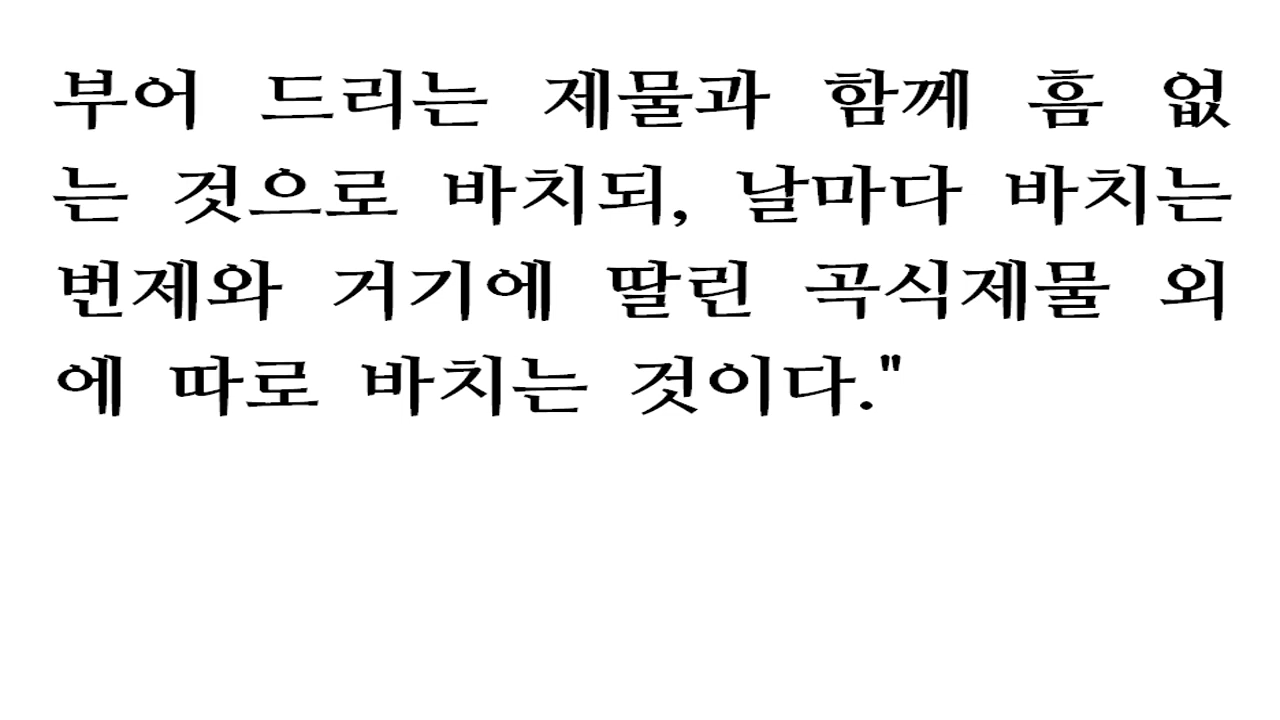 부어 드리는 제물과 함께 흠 없
는 것으로 바치되, 날마다 바치는
번제와 거기에 딸린 곡식제물 외
에 따로 바치는 것이다."